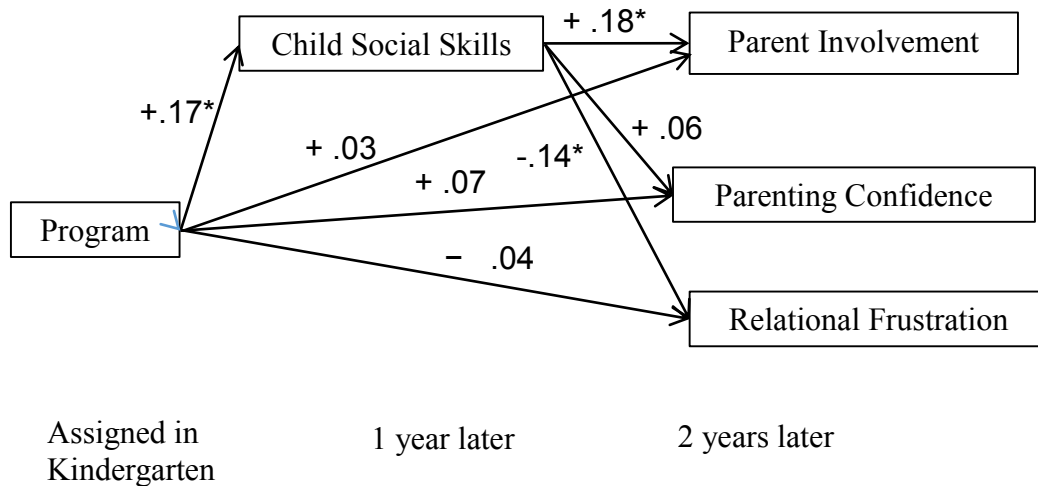 + .18*
Child Social Skills
Parent Involvement
+.17*
+ .06
+ .03
-.14*
+ .07
Parenting Confidence
Program
− .04
Relational Frustration
Assigned in
Kindergarten
1 year later
2 years later